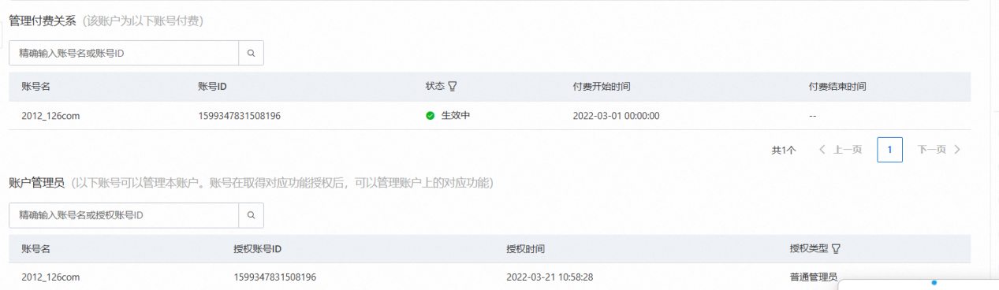 管理付费关系（该账户为以下账号付费）
精确输入账号名或账号ID
账号名 账号ID 状态 付费开始时间 付费结束时间
2012_126com 1599347831508196 生效中 2022-03-01 00:00:00 --
共1个 上一页 1 下一页
账户管理员（以下账号可以管理本账户。账号在取得对应功能授权后，可以管理账户上的对应功能）
精确输入账号名或授权账号ID
账号名 授权账号ID 授权时间 授权类型
2012_126com 1599347831508196 2022-03-21 10:58:28 普通管理员